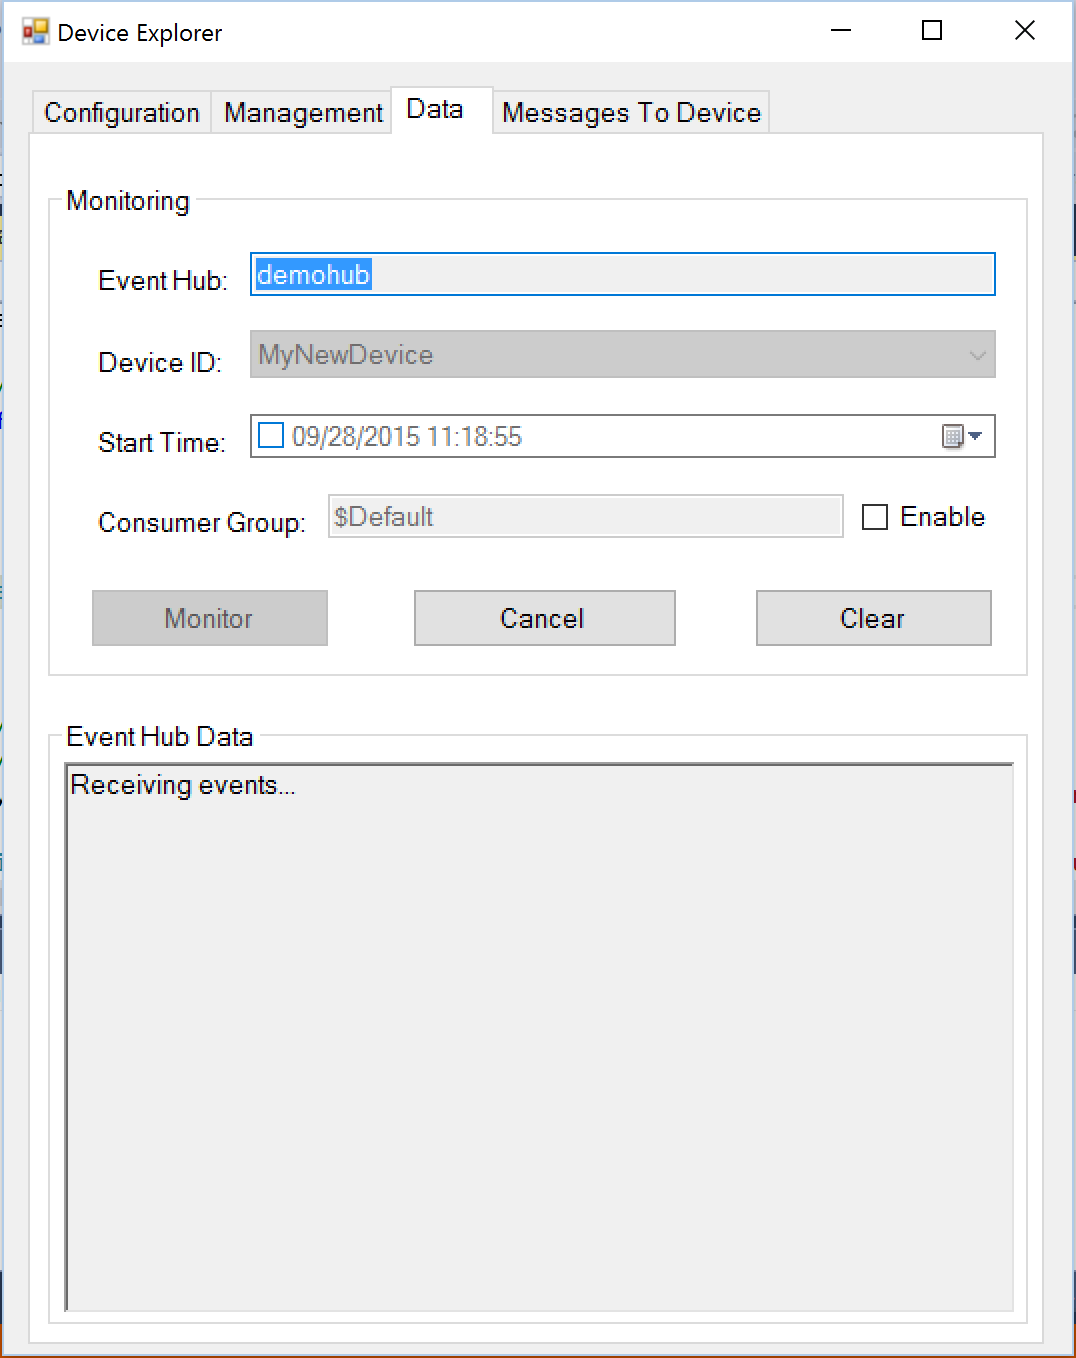 Device Explorer
Configuration Management Data Messages To Device
Monitoring
Event Hub: demohub
Device ID: MyNewDevice
Start Time: 09/28/2015 11:18:55
Consumer Group: $Default Enable
Monitor Cancel Clear
Event Hub Data
Receiving events...